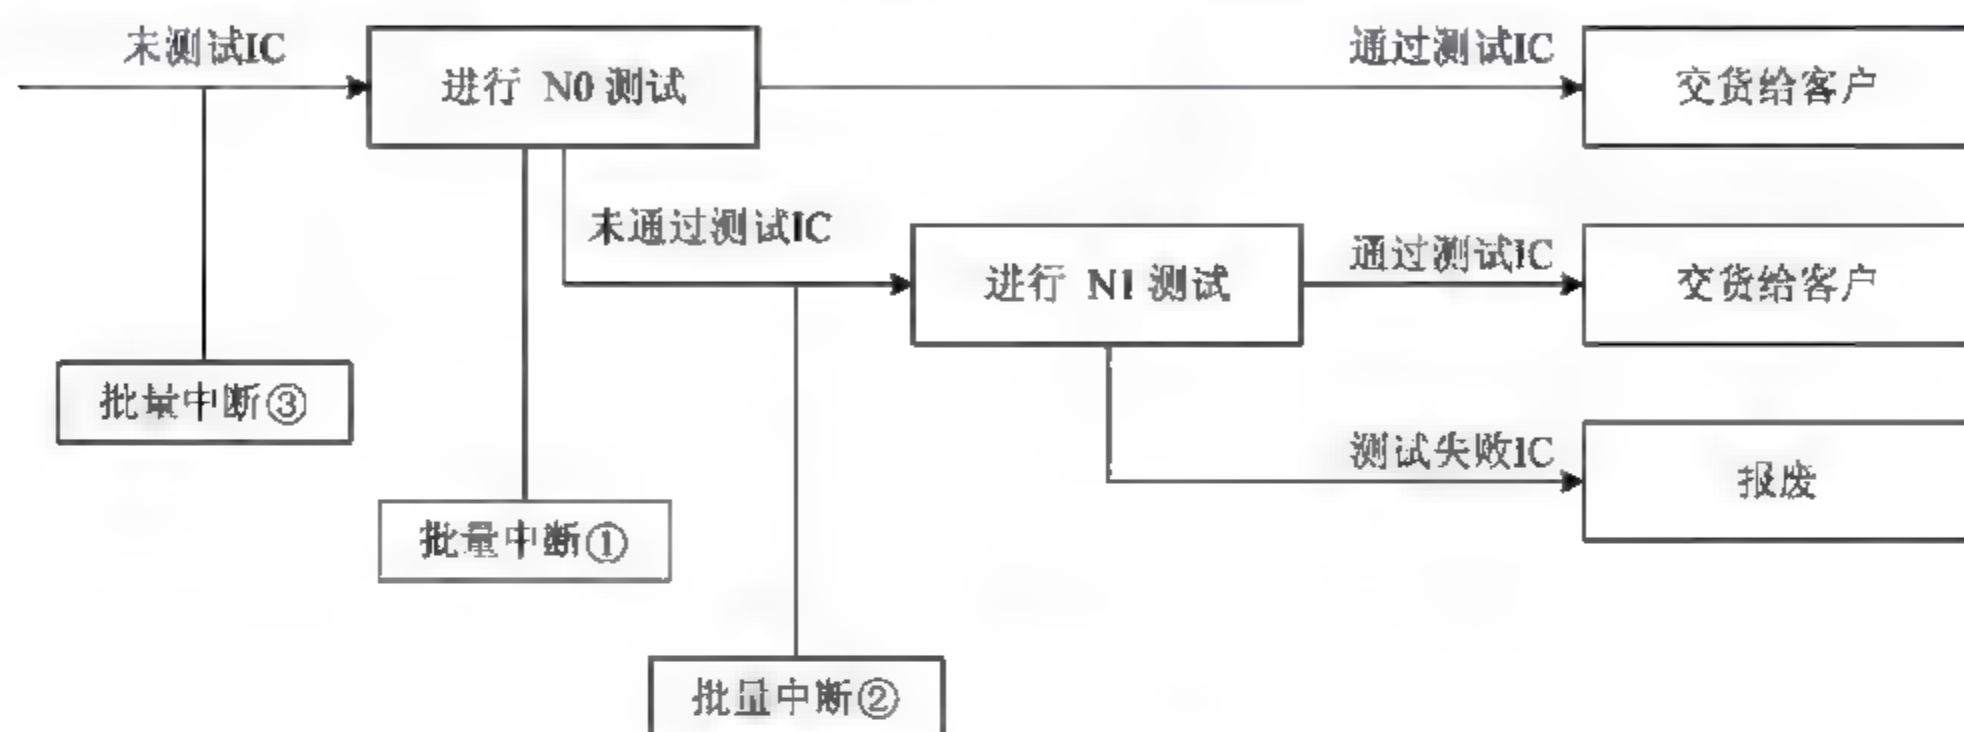 未测试IC
进行 N0 测试
通过测试IC
交货给客户
未通过测试IC
进行 N1 测试
通过测试IC
交货给客户
批量中断③
测试失败IC
报废
批量中断①
批量中断②